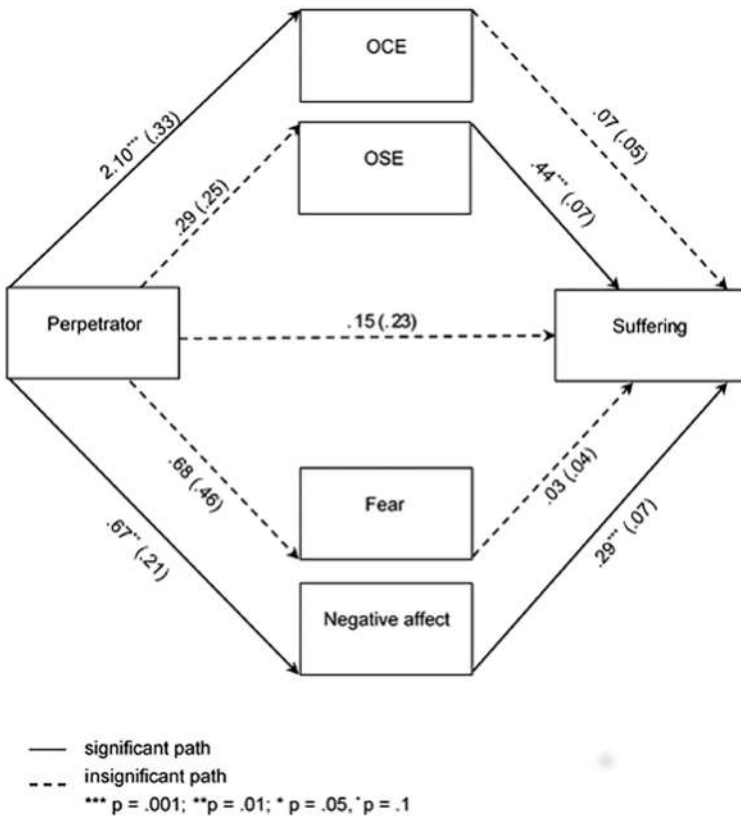 OCE
2.10*** (.33)
.07 (.05)
OSE
.29 (.25)
.44*** (.07)
Perpetrator
.15 (.23)
Suffering
.68 (.46)
.03 (.04)
Fear
.67** (.21)
.29*** (.07)
Negative affect
significant path
insignificant path
*** p = .001; **p = .01; * p = .05, ⁺p = .1